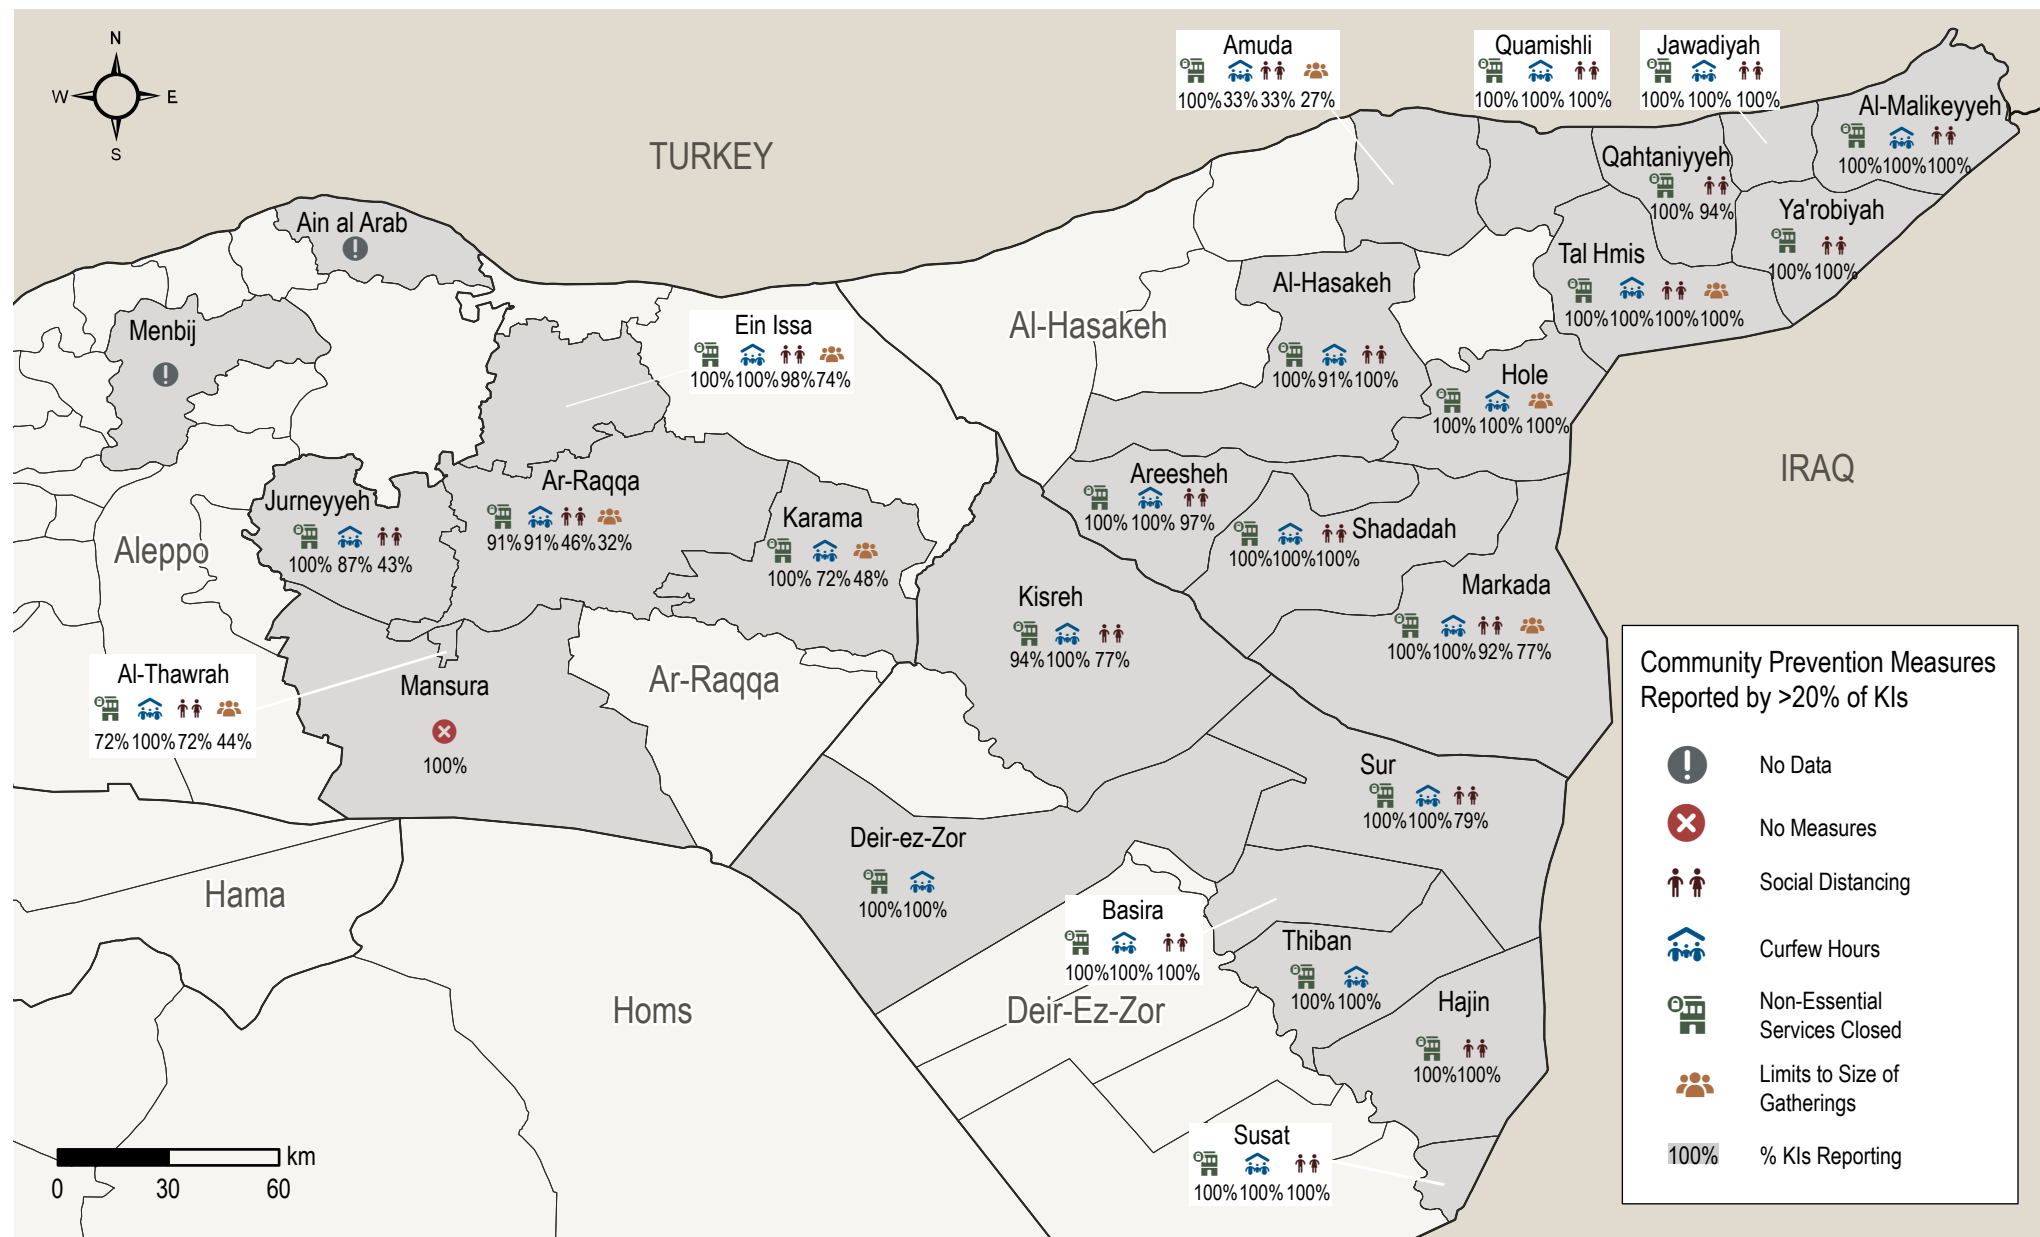 N
W
E
S
TURKEY
IRAQ
Al-Hasakeh
Aleppo
Ar-Raqqa
Hama
Homs
Deir-Ez-Zor
Amuda
100% 33% 33% 27%
Quamishli
100% 100% 100%
Jawadiyah
100% 100% 100%
Al-Malikeyyeh
100% 100% 100%
Qahtaniyyeh
100% 94%
Ya'robiyah
100% 100%
Tal Hmis
100% 100% 100% 100%
Ain al Arab
Menbij
Ein Issa
100% 100% 98% 74%
Al-Hasakeh
100% 91% 100%
Hole
100% 100% 100%
Jurneyyeh
100% 87% 43%
Ar-Raqqa
91% 91% 46% 32%
Karama
100% 72% 48%
Areesheh
100% 100% 97%
Shadadah
100% 100% 100%
Markada
100% 100% 92% 77%
Kisreh
94% 100% 77%
Al-Thawrah
72% 100% 72% 44%
Mansura
100%
Sur
100% 100% 79%
Deir-ez-Zor
100% 100%
Basira
100% 100% 100%
Thiban
100% 100%
Hajin
100% 100%
Susat
100% 100% 100%
km
0 30 60
Community Prevention Measures
Reported by >20% of KIs
No Data
No Measures
Social Distancing
Curfew Hours
Non-Essential
Services Closed
Limits to Size of
Gatherings
100% % KIs Reporting